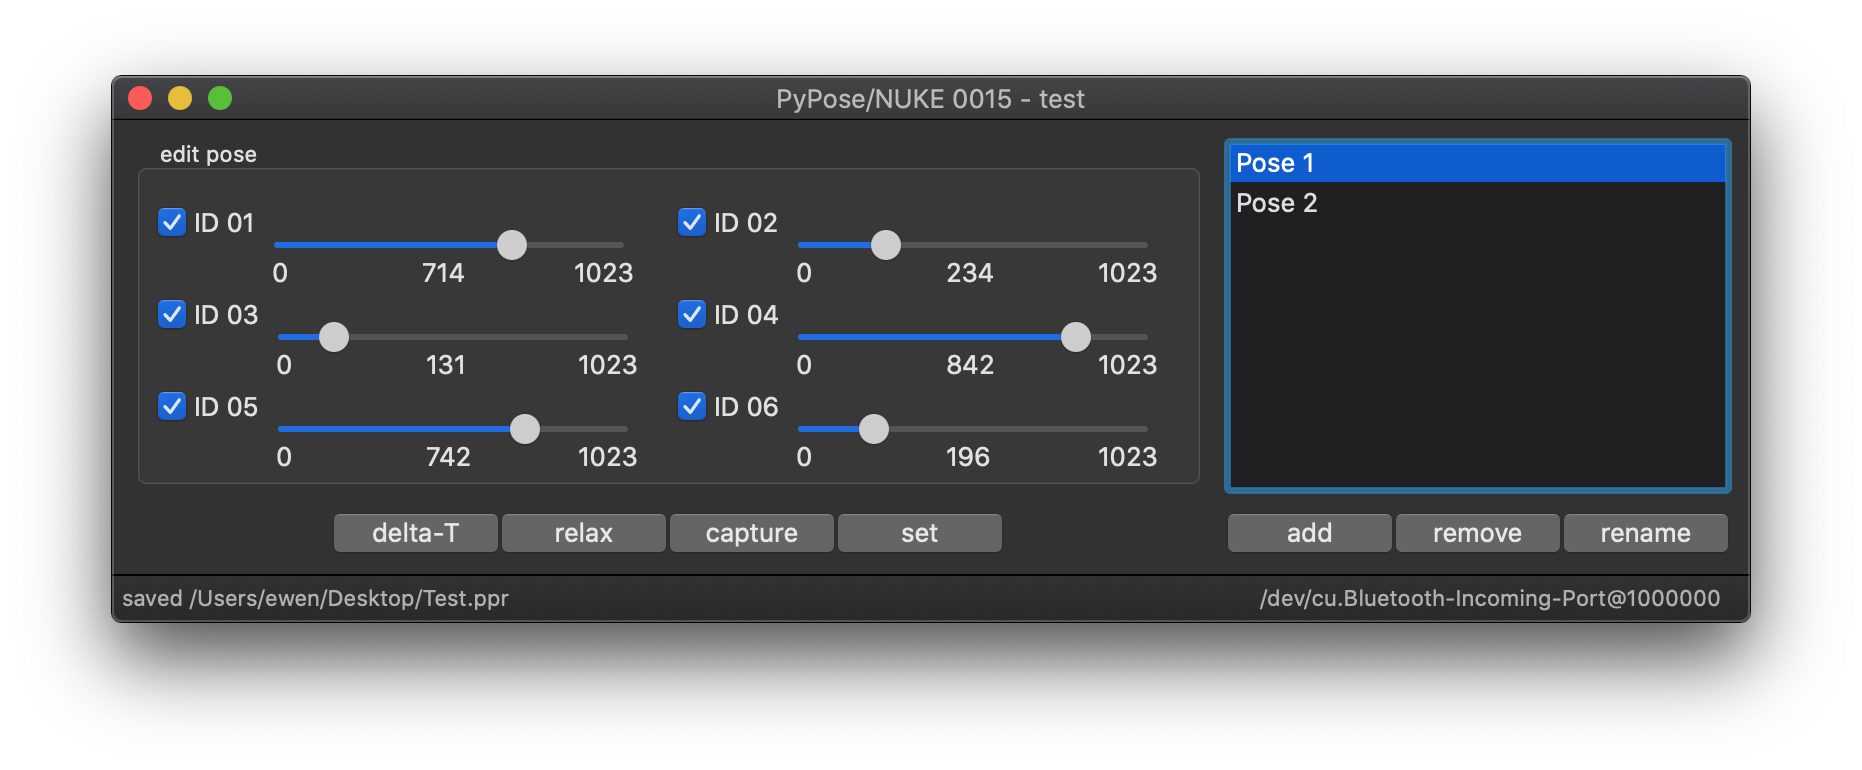 PyPose/NUKE 0015 - test
edit pose
ID 01
0 714 1023
ID 02
0 234 1023
ID 03
0 131 1023
ID 04
0 842 1023
ID 05
0 742 1023
ID 06
0 196 1023
delta-T relax capture set
Pose 1
Pose 2
add remove rename
saved /Users/ewen/Desktop/Test.ppr
/dev/cu.Bluetooth-Incoming-Port@1000000